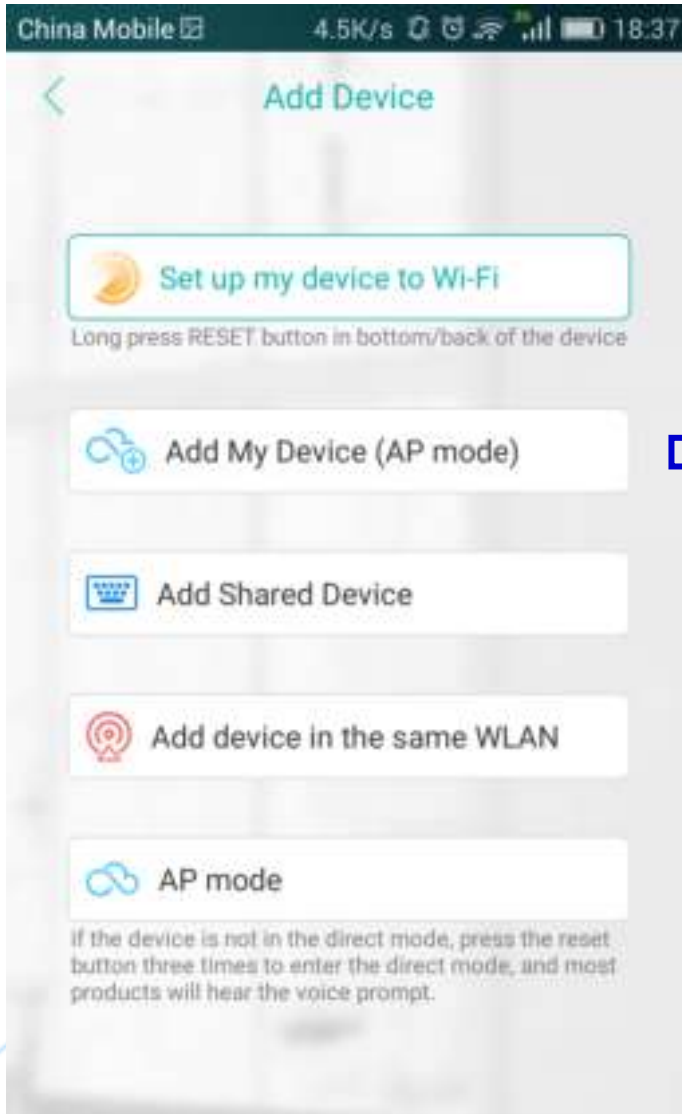 China Mobile 4.5K/s 18:37
Add Device
Set up my device to Wi-Fi
Long press RESET button in bottom/back of the device
Add My Device (AP mode)
Add Shared Device
Add device in the same WLAN
AP mode
If the device is not in the direct mode, press the reset
button three times to enter the direct mode, and most
products will hear the voice prompt.